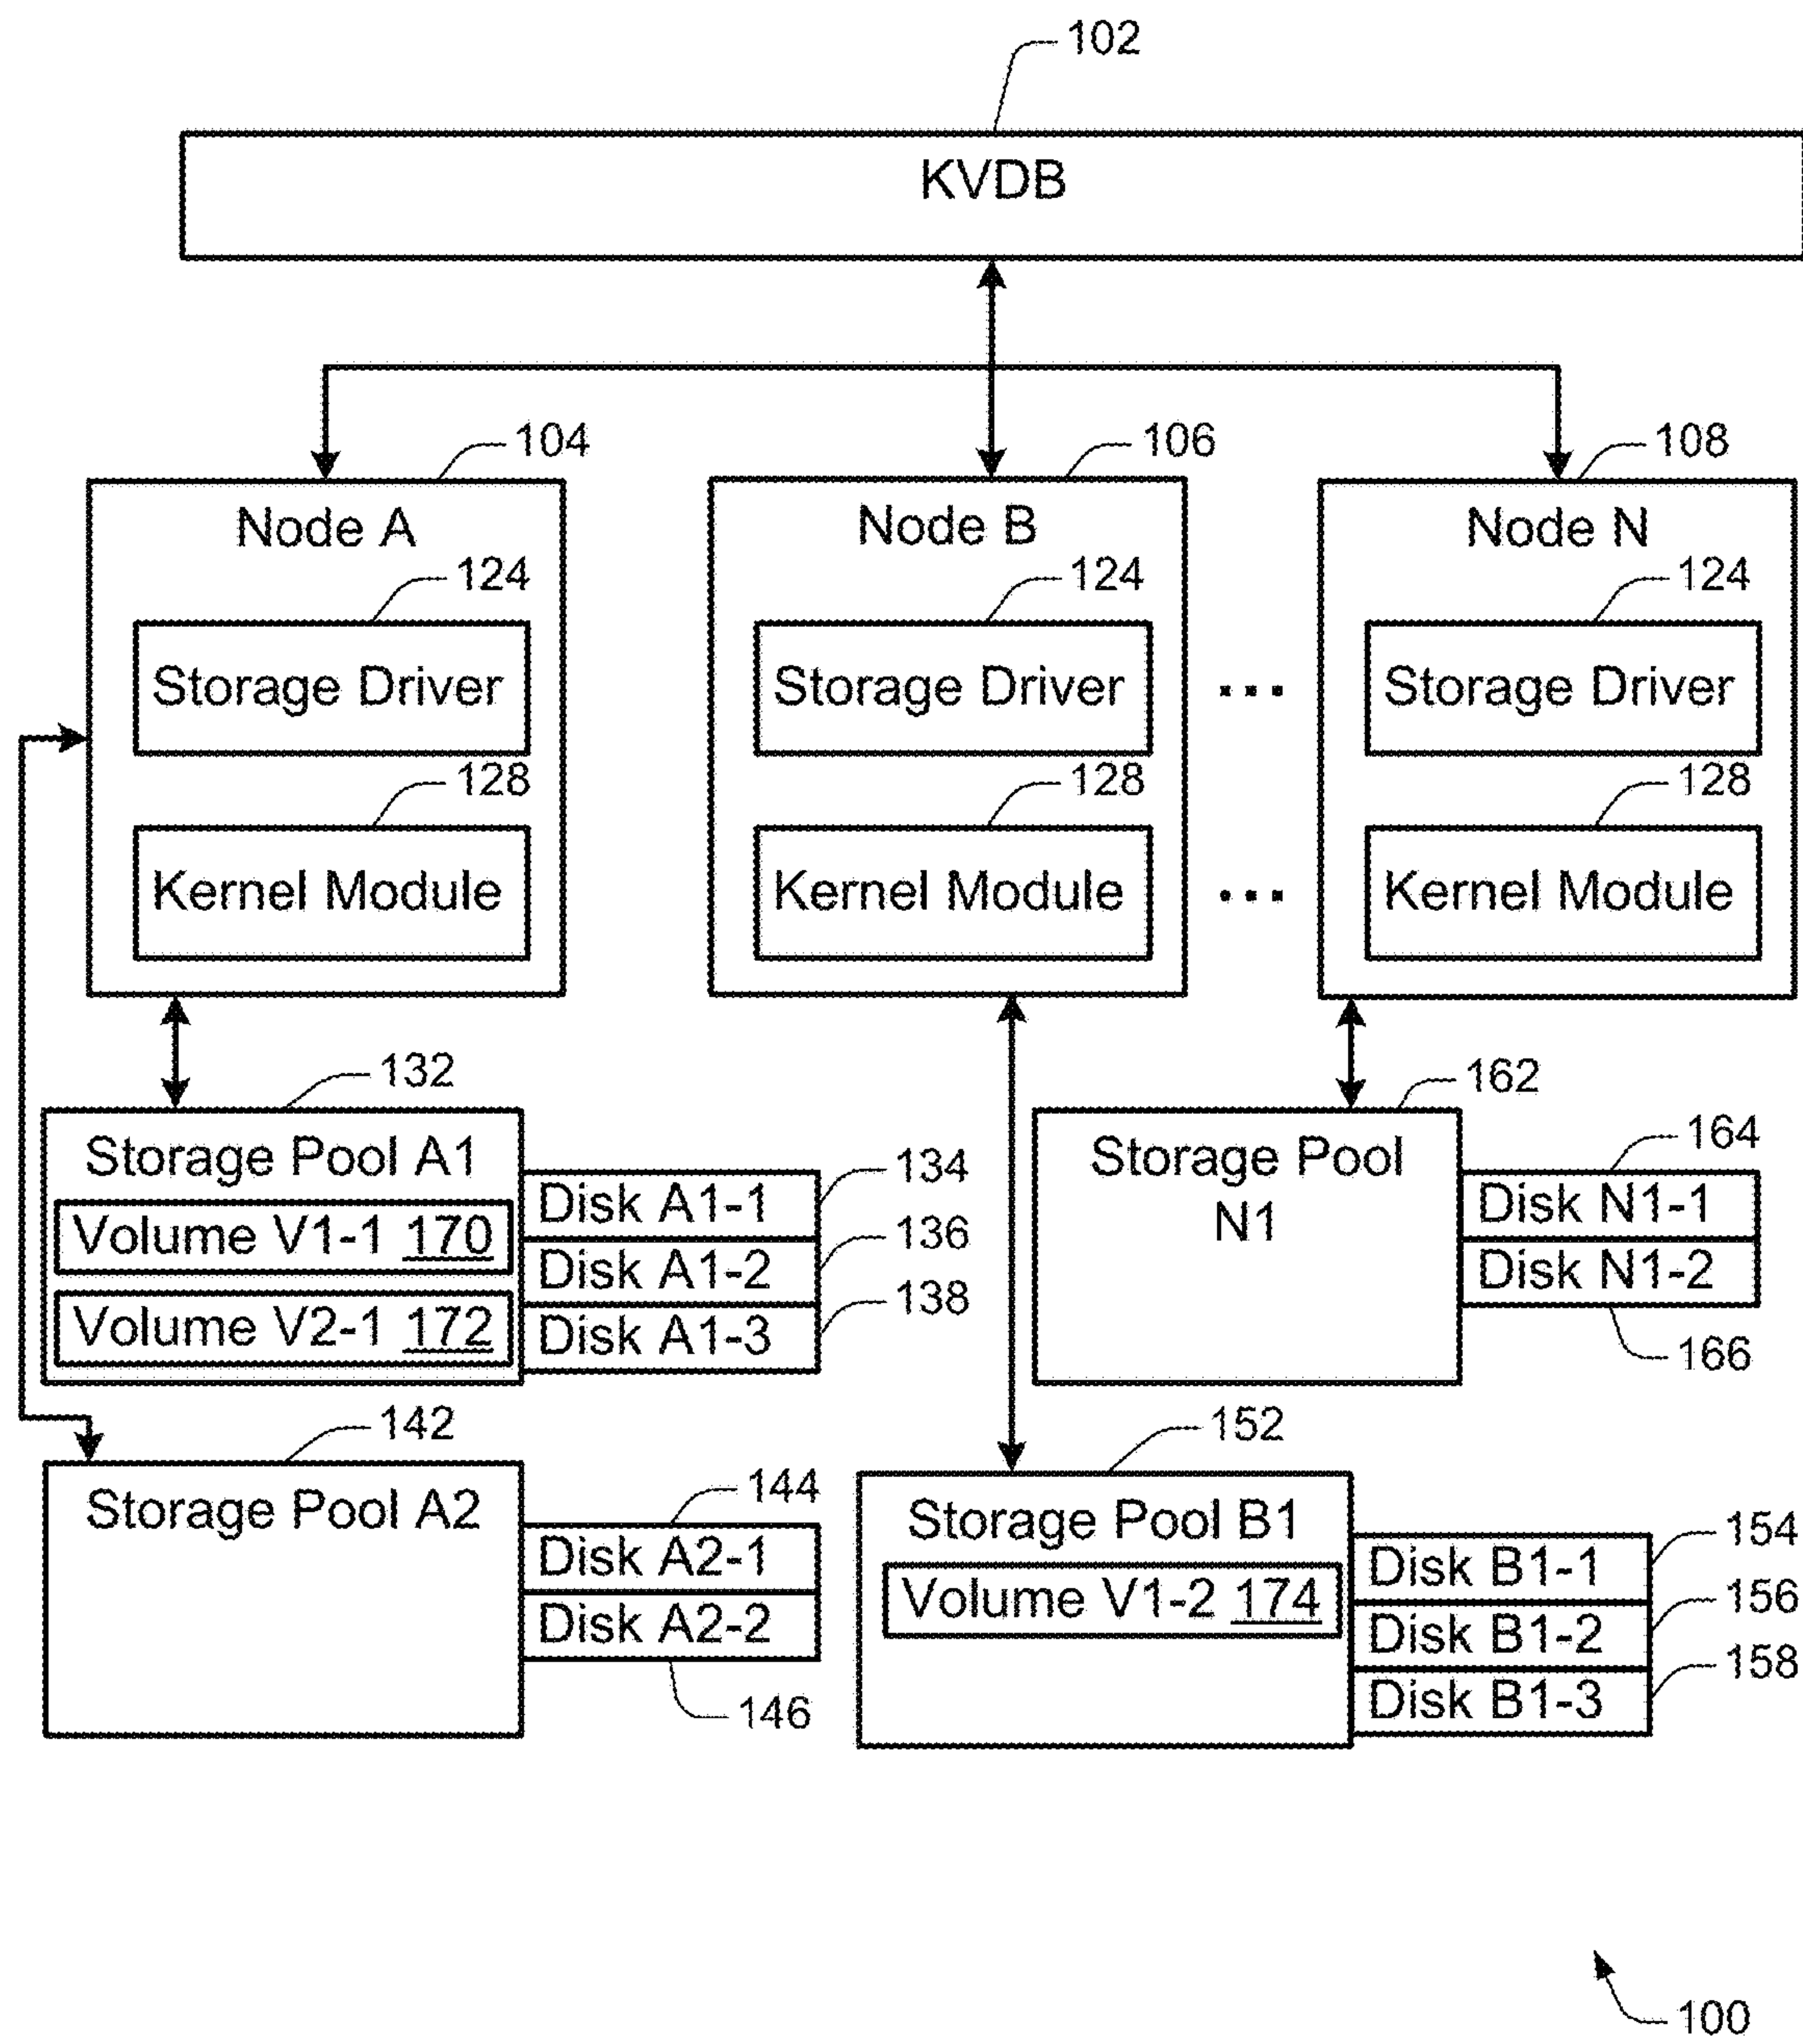 102
KVDB
104
106
108
Node A
Node B
Node N
124
124
124
Storage Driver
Storage Driver
...
Storage Driver
128
128
128
Kernel Module
Kernel Module
...
Kernel Module
132
162
Storage Pool A1
Volume V1-1 170
Volume V2-1 172
Disk A1-1
Disk A1-2
Disk A1-3
134
136
138
Storage Pool
N1
164
Disk N1-1
Disk N1-2
166
142
Storage Pool A2
144
Disk A2-1
Disk A2-2
146
152
Storage Pool B1
Volume V1-2 174
Disk B1-1
Disk B1-2
Disk B1-3
154
156
158
100